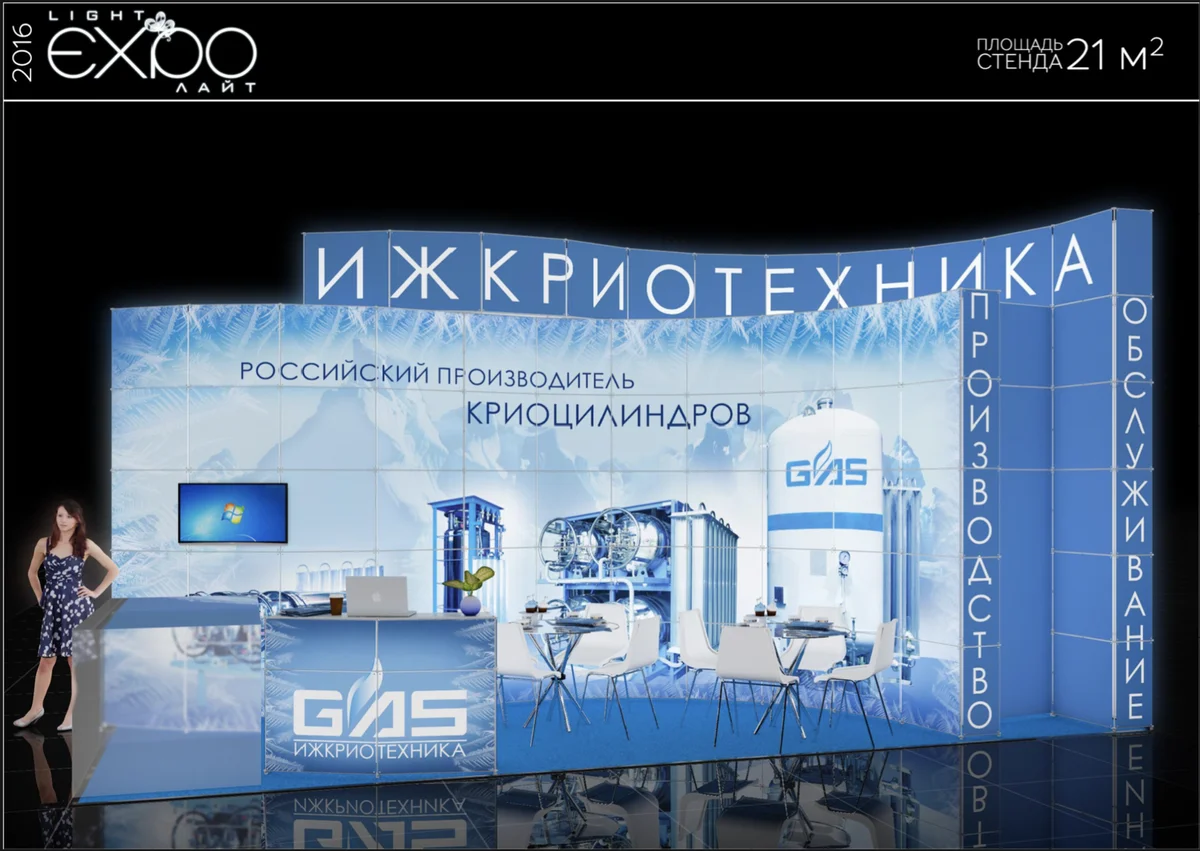 2016
LIGHT
EXPO
ЛАЙТ
ПЛОЩАДЬ
СТЕНДА 21 м²
ИЖКРИОТЕХНИКА
РОССИЙСКИЙ ПРОИЗВОДИТЕЛЬ
КРИОЦИЛИНДРОВ
GAS
ПРОИЗВОДСТВО
ОБСЛУЖИВАНИЕ
GAS
ИЖКРИОТЕХНИКА